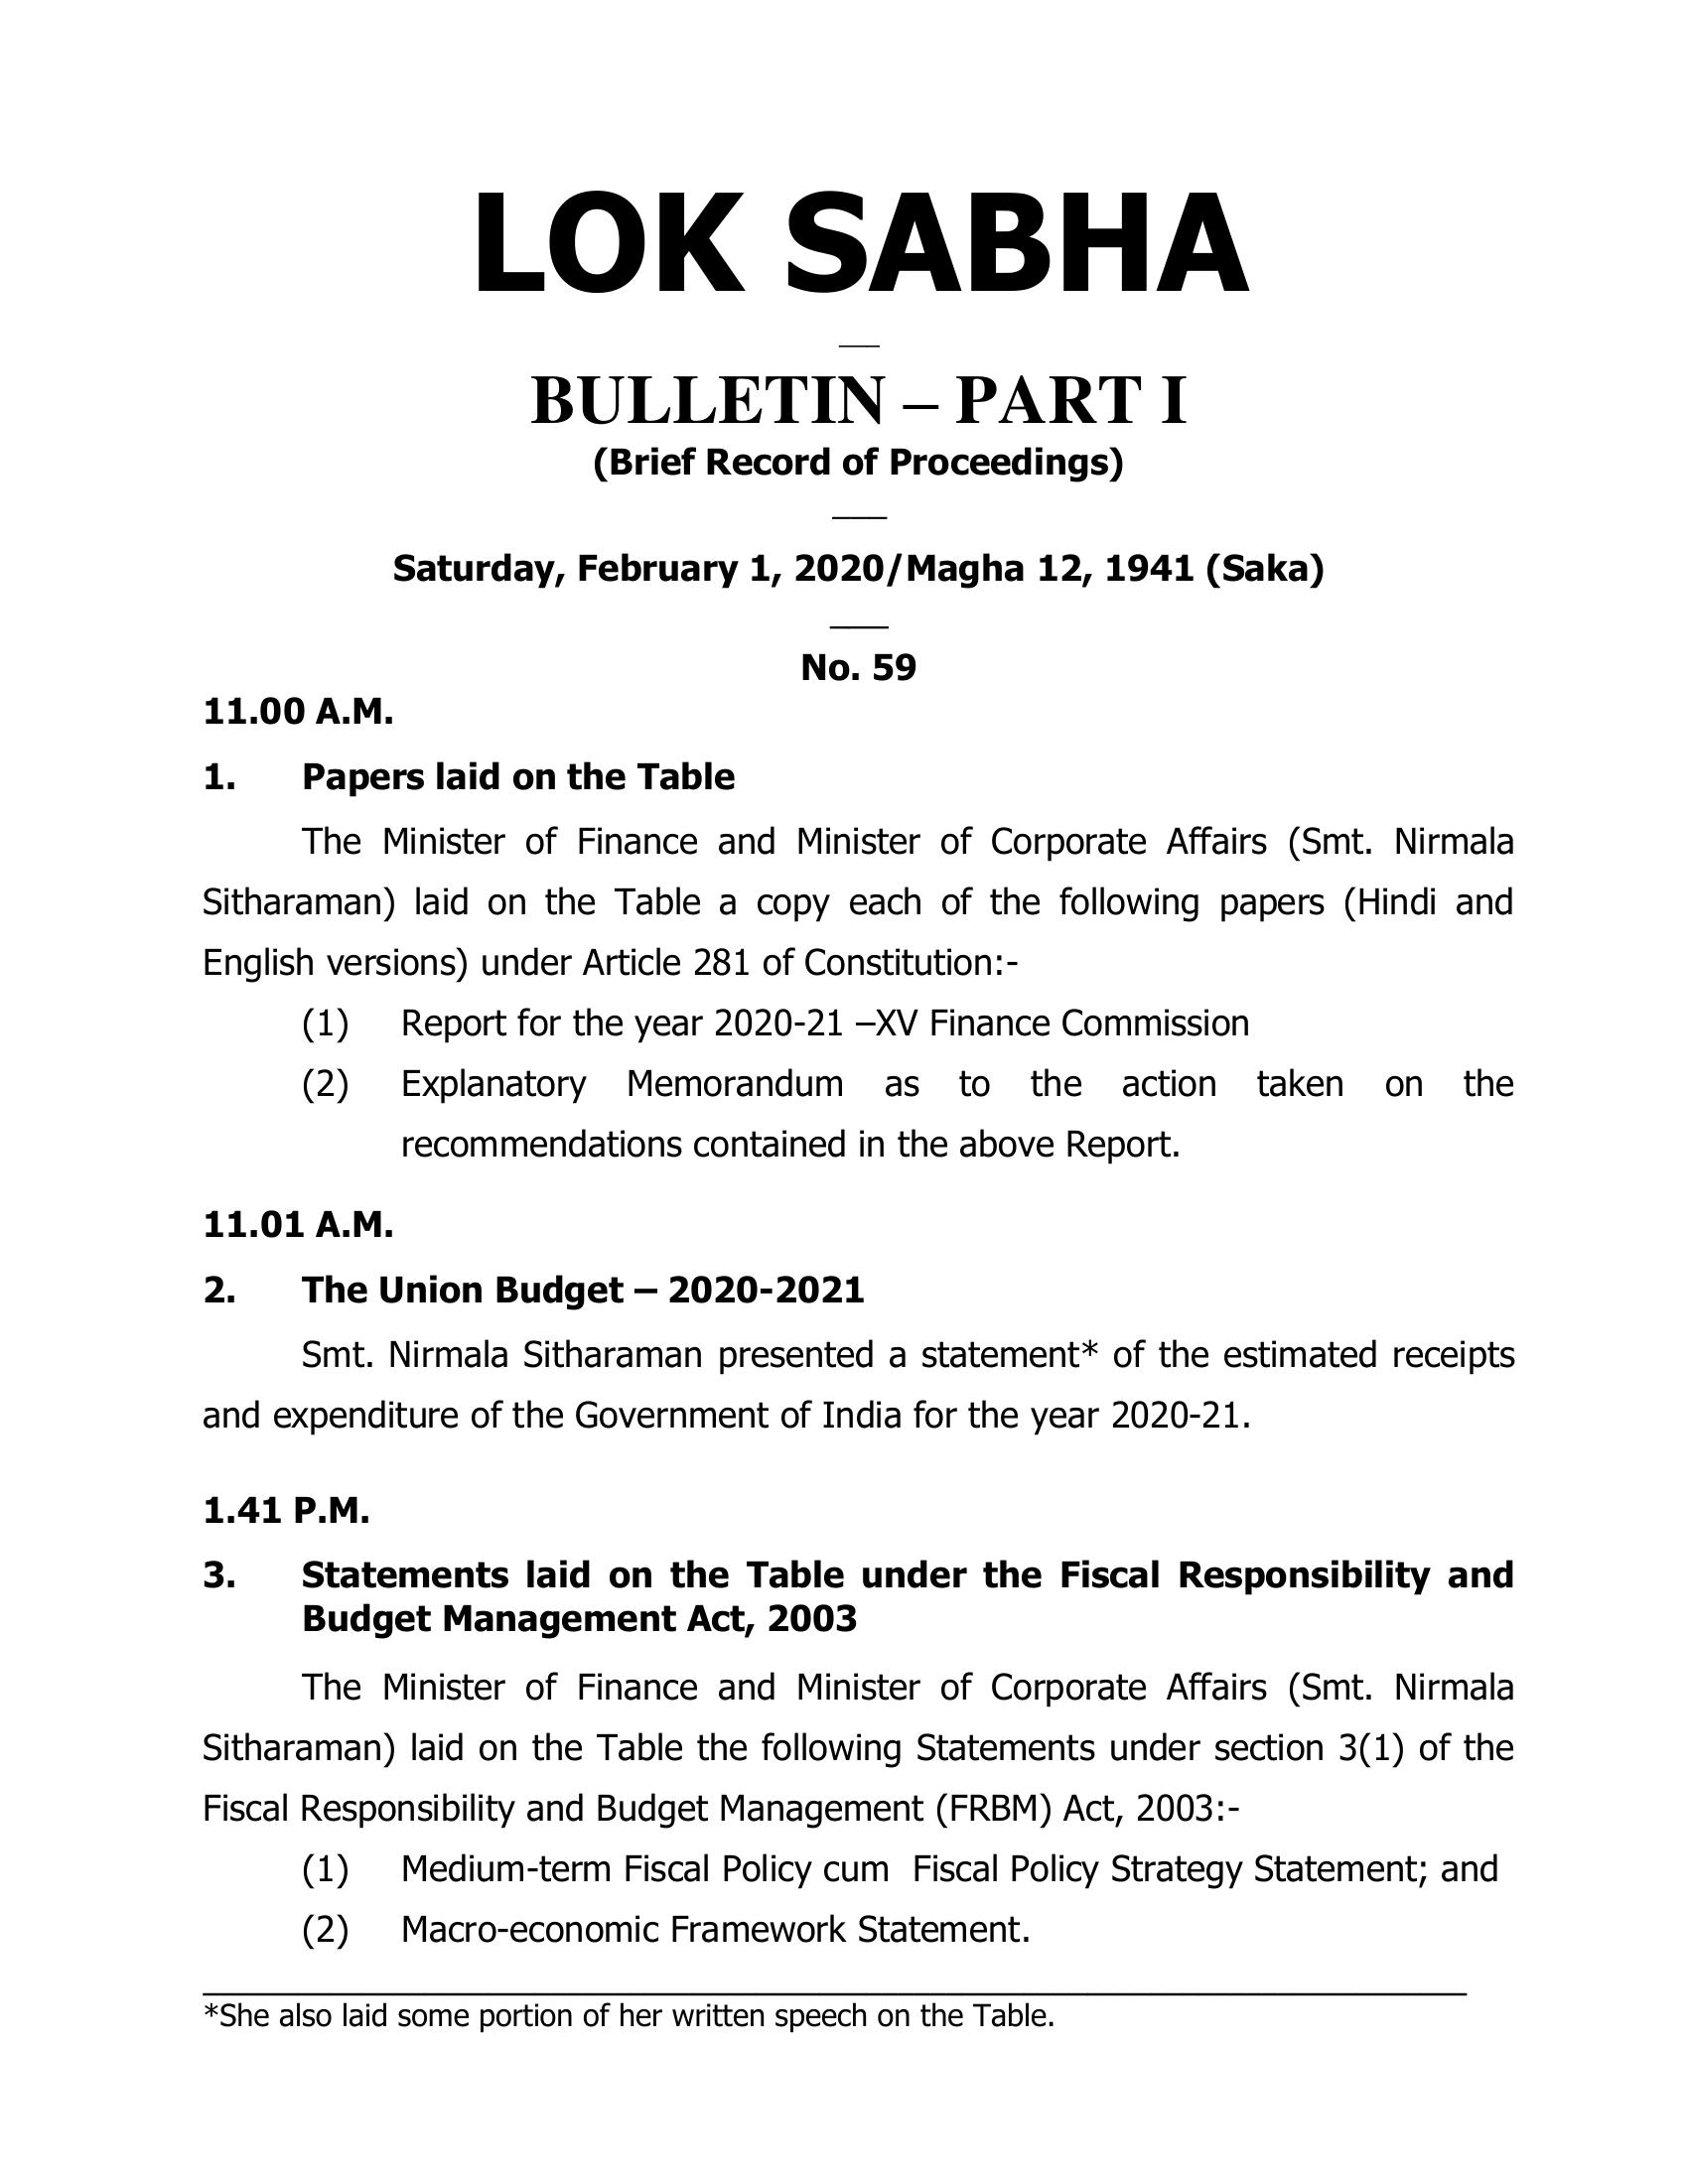 LOK SABHA
___
BULLETIN – PART I
(Brief Record of Proceedings)
___
Saturday, February 1, 2020/Magha 12, 1941 (Saka)
___
No. 59
11.00 A.M.
1. Papers laid on the Table
The Minister of Finance and Minister of Corporate Affairs (Smt. Nirmala
Sitharaman) laid on the Table a copy each of the following papers (Hindi and
English versions) under Article 281 of Constitution:-
(1) Report for the year 2020-21 –XV Finance Commission
(2) Explanatory Memorandum as to the action taken on the
recommendations contained in the above Report.
11.01 A.M.
2. The Union Budget – 2020-2021
Smt. Nirmala Sitharaman presented a statement* of the estimated receipts
and expenditure of the Government of India for the year 2020-21.
1.41 P.M.
3. Statements laid on the Table under the Fiscal Responsibility and
Budget Management Act, 2003
The Minister of Finance and Minister of Corporate Affairs (Smt. Nirmala
Sitharaman) laid on the Table the following Statements under section 3(1) of the
Fiscal Responsibility and Budget Management (FRBM) Act, 2003:-
(1) Medium-term Fiscal Policy cum Fiscal Policy Strategy Statement; and
(2) Macro-economic Framework Statement.
*She also laid some portion of her written speech on the Table.